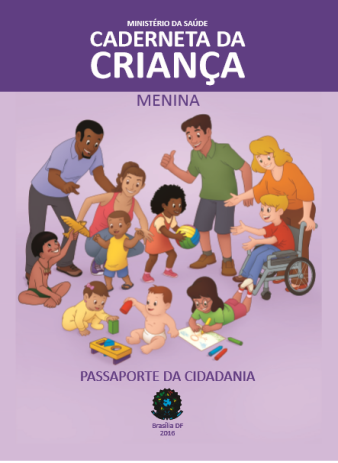 MINISTÉRIO DA SAÚDE
CADERNETA DA
CRIANÇA
MENINA
PASSAPORTE DA CIDADANIA
Brasília DF
2016